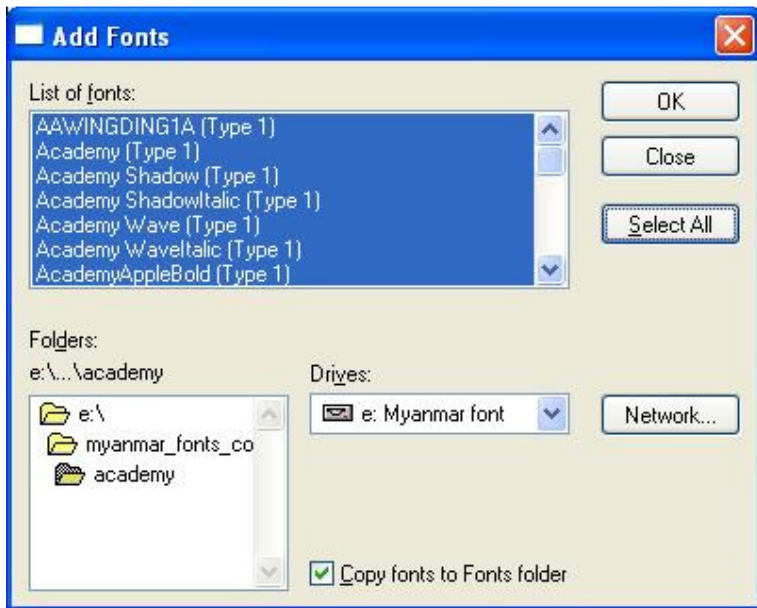 Add Fonts
List of fonts:
AAWINGDING1A (Type 1)
Academy (Type 1)
Academy Shadow (Type 1)
Academy ShadowItalic (Type 1)
Academy Wave (Type 1)
Academy WaveItalic (Type 1)
AcademyAppleBold (Type 1)
OK
Close
Select All
Folders:
e:\...\academy
e:\
myanmar_fonts_co
academy
Drives:
e: Myanmar font
Network...
Copy fonts to Fonts folder